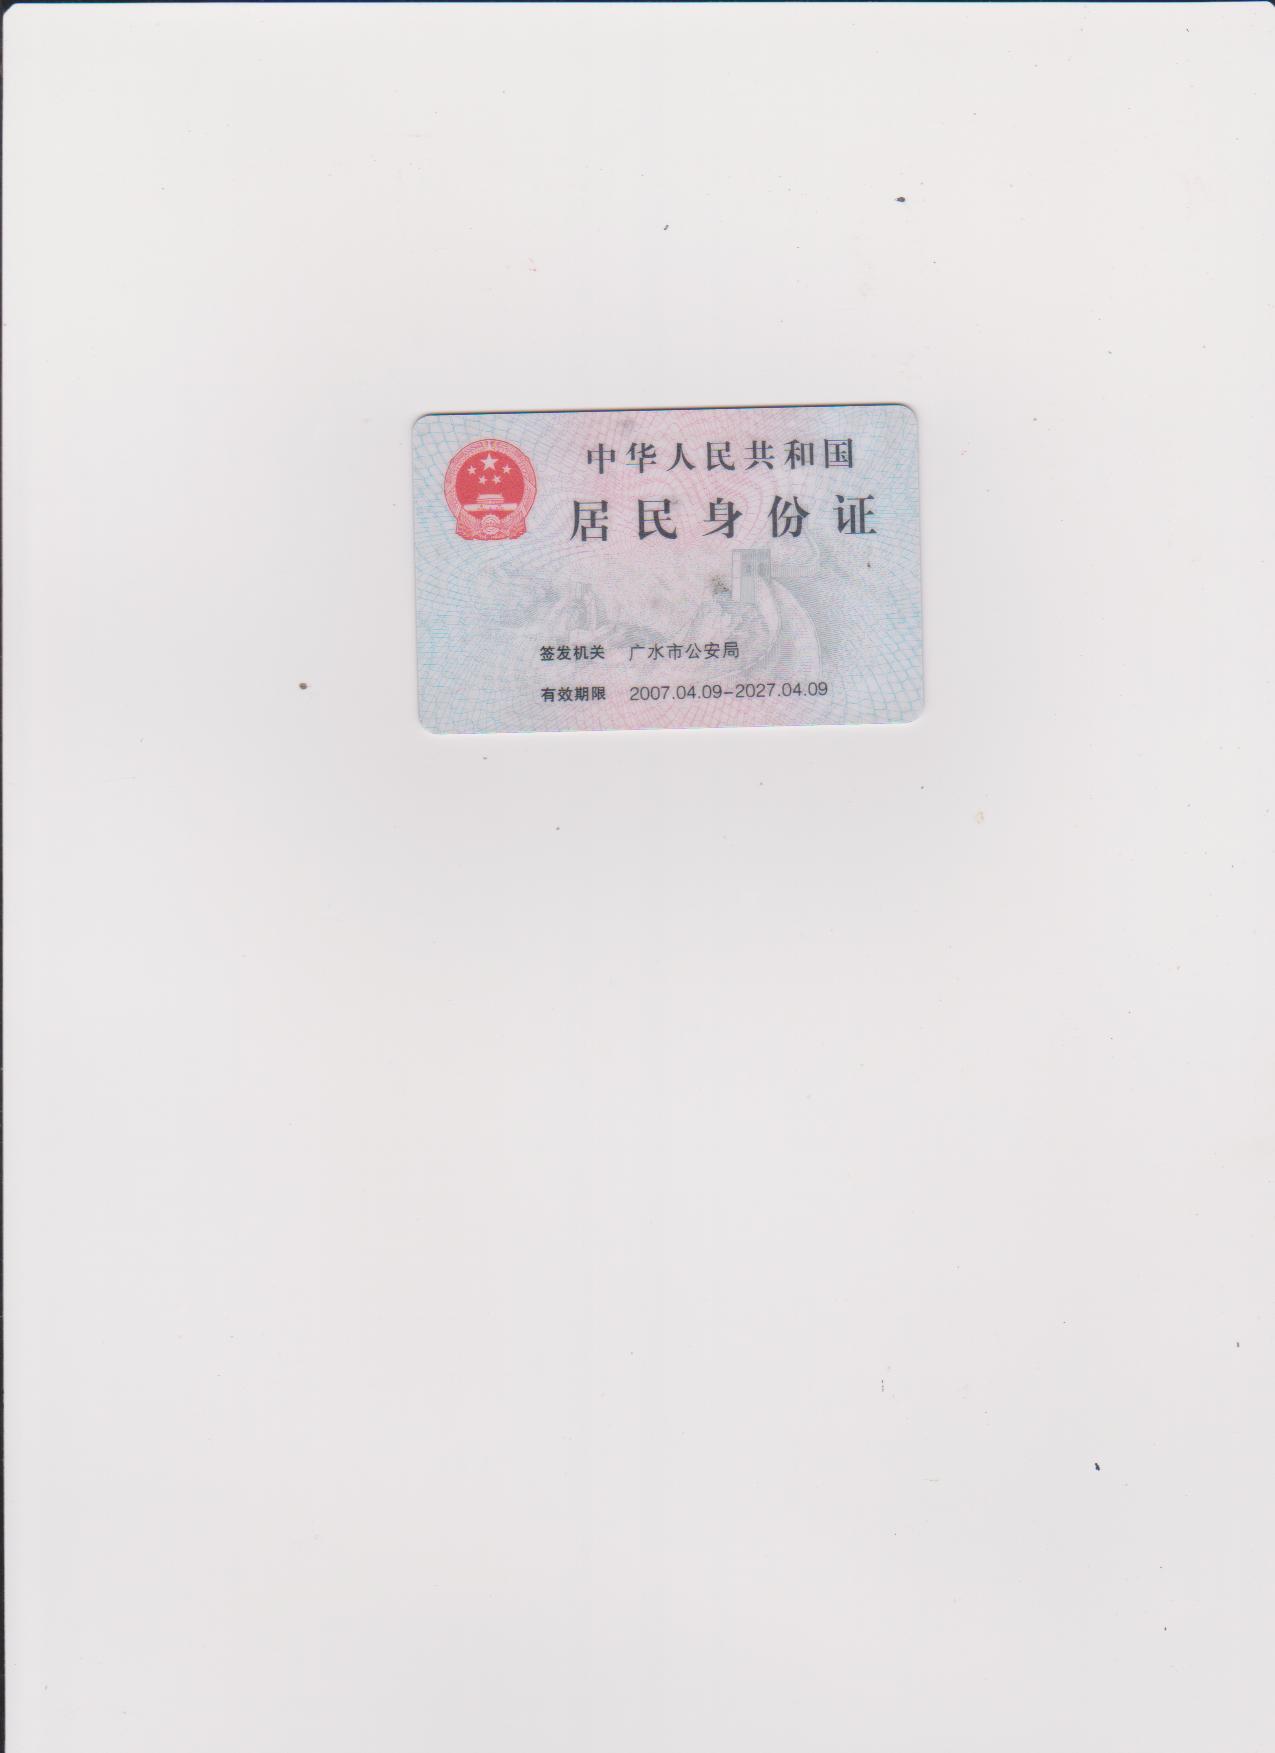 中华人民共和国
居民身份证
签发机关 广水市公安局
有效期限 2007.04.09-2027.04.09